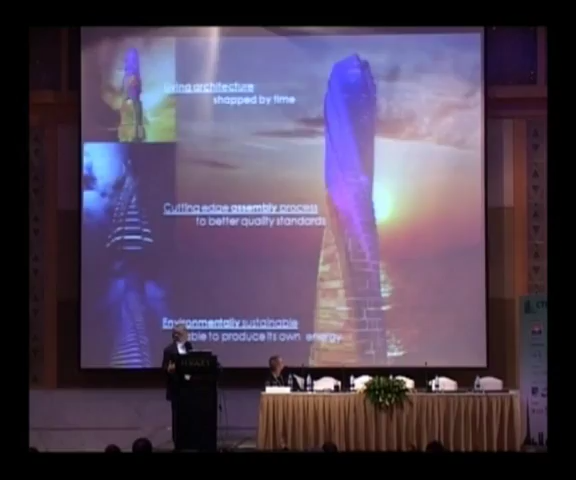 Living architecture
shapped by time
Cutting edge assembly process
to better quality standards
Environmentally sustainable
able to produce its own energy